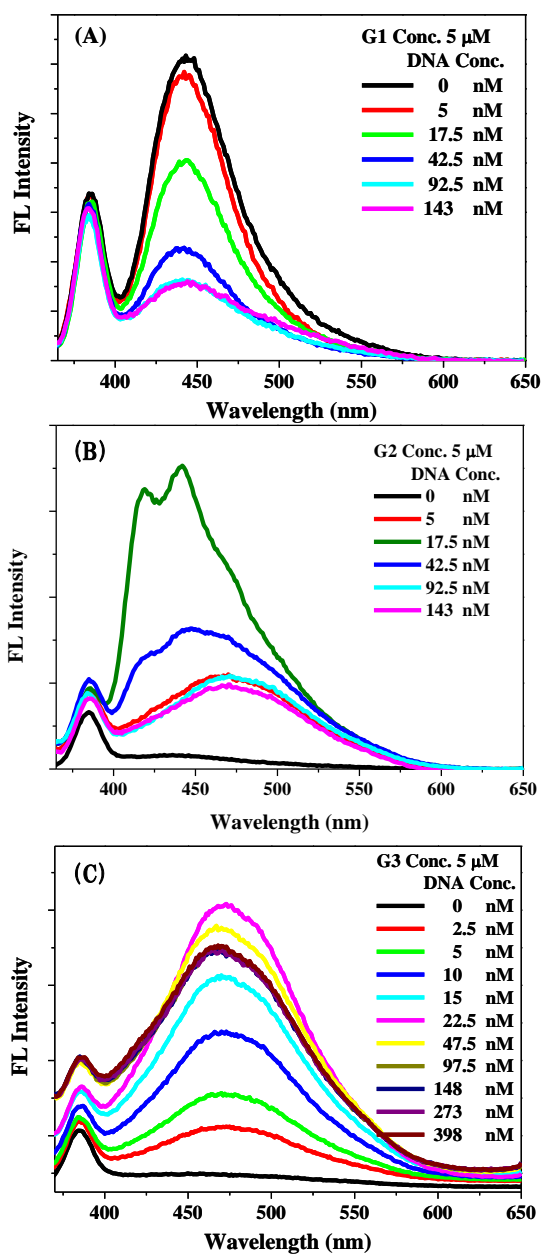 (A)
G1 Conc. 5 μM
DNA Conc.
0 nM
5 nM
17.5 nM
42.5 nM
92.5 nM
143 nM
FL Intensity
400 450 500 550 600 650
Wavelength (nm)
(B)
G2 Conc. 5 μM
DNA Conc.
0 nM
5 nM
17.5 nM
42.5 nM
92.5 nM
143 nM
FL Intensity
400 450 500 550 600 650
Wavelength (nm)
(C)
G3 Conc. 5 μM
DNA Conc.
0 nM
2.5 nM
5 nM
10 nM
15 nM
22.5 nM
47.5 nM
97.5 nM
148 nM
273 nM
398 nM
FL Intensity
400 450 500 550 600 650
Wavelength (nm)